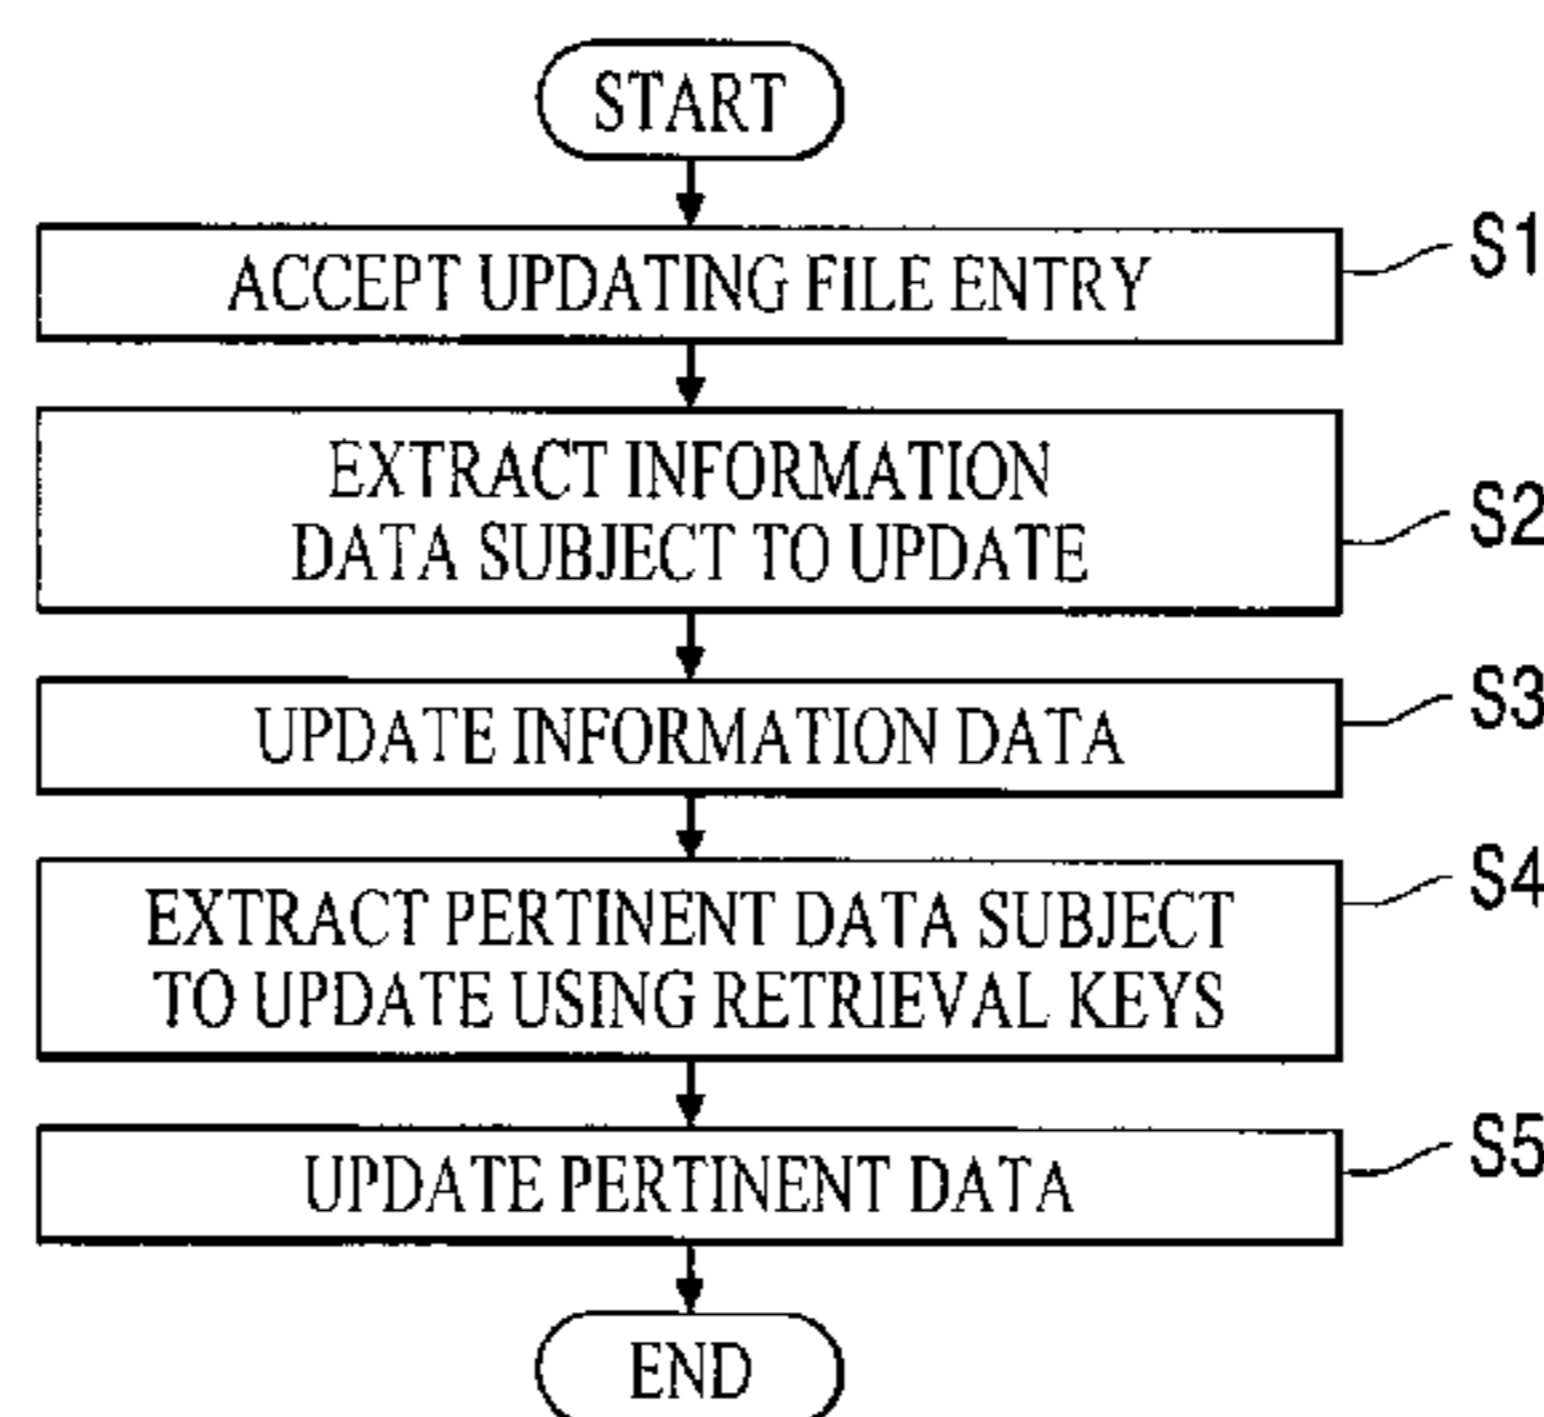 START
ACCEPT UPDATING FILE ENTRY
S1
EXTRACT INFORMATION
DATA SUBJECT TO UPDATE
S2
UPDATE INFORMATION DATA
S3
EXTRACT PERTINENT DATA SUBJECT
TO UPDATE USING RETRIEVAL KEYS
S4
UPDATE PERTINENT DATA
S5
END